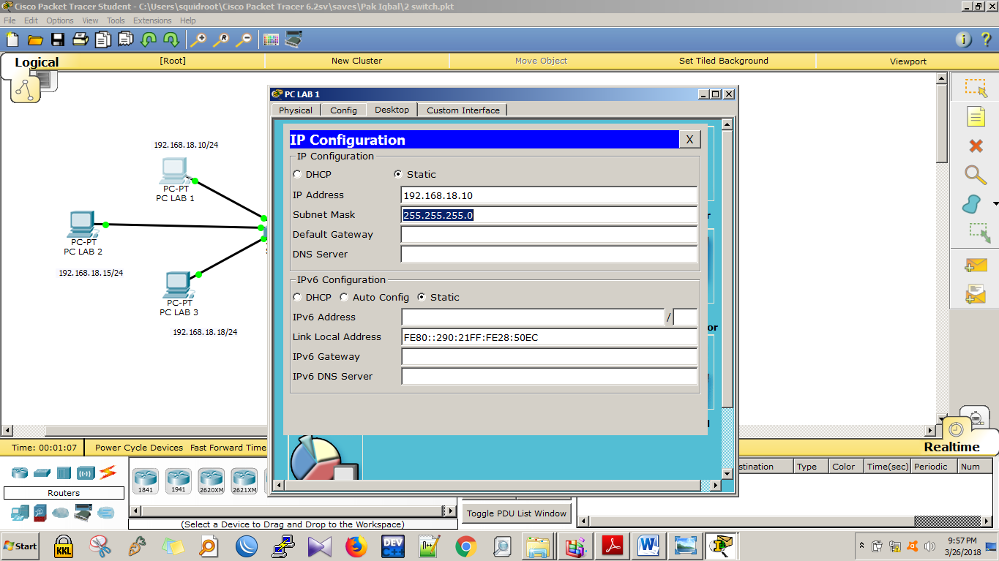 Cisco Packet Tracer Student - C:\Users\squidroot\Cisco Packet Tracer 6.2sv\saves\Pak Iqbal\2 switch.pkt
File Edit Options View Tools Extensions Help
Logical [Root] New Cluster Move Object Set Tiled Background Viewport
192.168.18.10/24
PC-PT
PC LAB 1
PC-PT
PC LAB 2
192.168.18.15/24
PC-PT
PC LAB 3
192.168.18.18/24
PC LAB 1
Physical Config Desktop Custom Interface
IP Configuration X
IP Configuration
DHCP Static
IP Address 192.168.18.10
Subnet Mask 255.255.255.0
Default Gateway
DNS Server
IPv6 Configuration
DHCP Auto Config Static
IPv6 Address /
Link Local Address FE80::290:21FF:FE28:50EC
IPv6 Gateway
IPv6 DNS Server
r
or
Time: 00:01:07 Power Cycle Devices Fast Forward Time
Realtime
Routers
1841 1941 2620XM 2621XM
(Select a Device to Drag and Drop to the Workspace)
Toggle PDU List Window
stination Type Color Time(sec) Periodic Num
Start
KKL
DEV C++
9:57 PM
3/26/2018